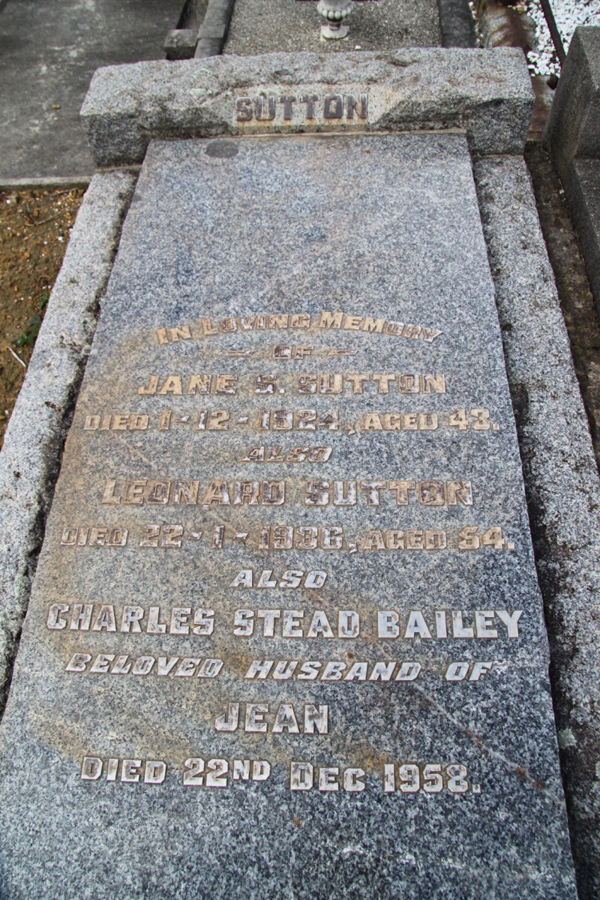 SUTTON
IN LOVING MEMORY
OF
JANE S. SUTTON
DIED 1-12-1924, AGED 43.
ALSO
LEONARD SUTTON
DIED 22-1-1936, AGED 54.
ALSO
CHARLES STEAD BAILEY
BELOVED HUSBAND OF
JEAN
DIED 22ND DEC 1958.